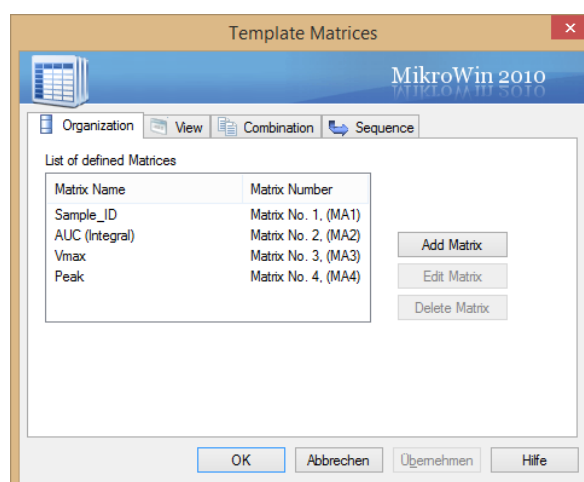 Template Matrices
MikroWin 2010
Organization View Combination Sequence
List of defined Matrices
Matrix Name Matrix Number
Sample_ID Matrix No. 1, (MA1)
AUC (Integral) Matrix No. 2, (MA2)
Vmax Matrix No. 3, (MA3)
Peak Matrix No. 4, (MA4)
Add Matrix
Edit Matrix
Delete Matrix
OK Abbrechen Übernehmen Hilfe